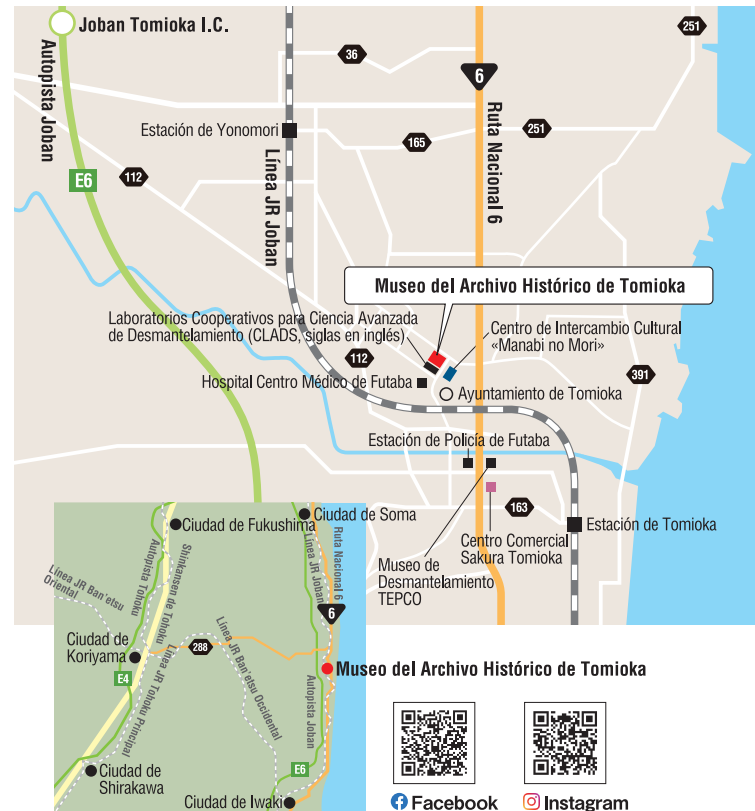 Joban Tomioka I.C.
251
36
6
Autopista Joban
Estación de Yonomori
165
251
Ruta Nacional 6
Línea JR Joban
E6
112
Museo del Archivo Histórico de Tomioka
Laboratorios Cooperativos para Ciencia Avanzada
de Desmantelamiento (CLADS, siglas en inglés)
Centro de Intercambio Cultural
«Manabi no Mori»
112
391
Hospital Centro Médico de Futaba
Ayuntamiento de Tomioka
Estación de Policía de Futaba
163
Estación de Tomioka
Centro Comercial
Sakura Tomioka
Museo de
Desmantelamiento
TEPCO
Ciudad de Fukushima
Ciudad de Soma
Autopista Tomoku
Shinkansen de Tohoku
Línea JR Joban
Ruta Nacional 6
6
Línea JR Ban'etsu
Oriental
Ciudad de
Koriyama
288
Línea JR Ban'etsu Occidental
E4
Línea JR Tohoku Principal
Autopista Joban
Museo del Archivo Histórico de Tomioka
E6
Ciudad de
Shirakawa
Ciudad de Iwaki
Facebook
Instagram